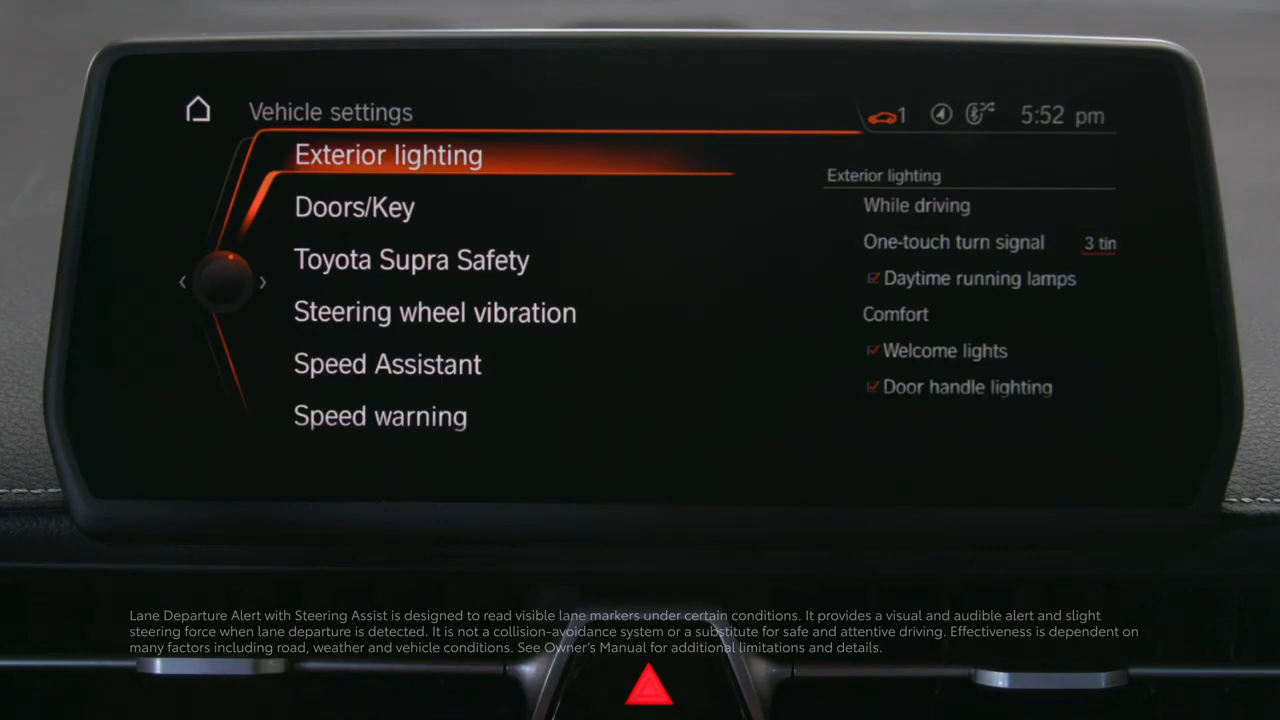 Vehicle settings
1
5:52 pm
Exterior lighting
Doors/Key
Toyota Supra Safety
Steering wheel vibration
Speed Assistant
Speed warning
Exterior lighting
While driving
One-touch turn signal 3 tin
Daytime running lamps
Comfort
Welcome lights
Door handle lighting
Lane Departure Alert with Steering Assist is designed to read visible lane markers under certain conditions. It provides a visual and audible alert and slight
steering force when lane departure is detected. It is not a collision-avoidance system or a substitute for safe and attentive driving. Effectiveness is dependent on
many factors including road, weather and vehicle conditions. See Owner's Manual for additional limitations and details.